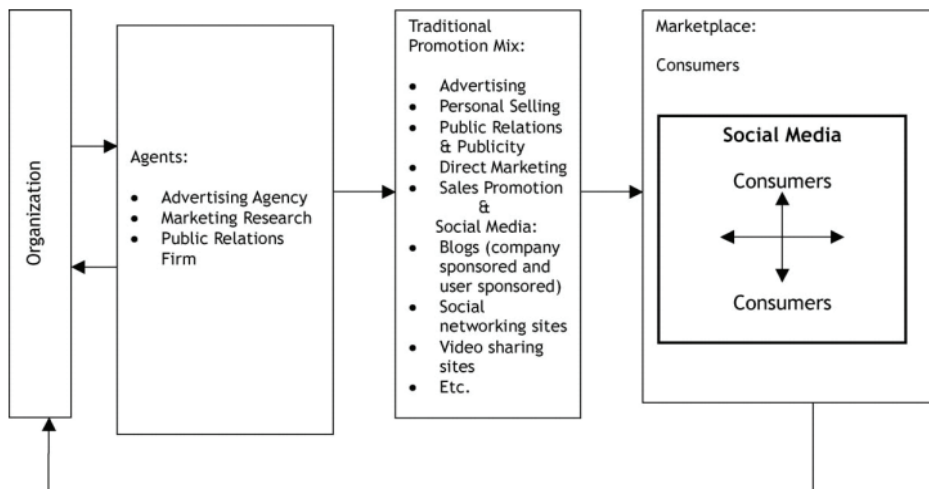 Organization
Agents:
• Advertising Agency
• Marketing Research
• Public Relations
Firm
Traditional
Promotion Mix:
• Advertising
• Personal Selling
• Public Relations
& Publicity
• Direct Marketing
• Sales Promotion
&
Social Media:
• Blogs (company
sponsored and
user sponsored)
• Social
networking sites
• Video sharing
sites
• Etc.
Marketplace:
Consumers
Social Media
Consumers
Consumers